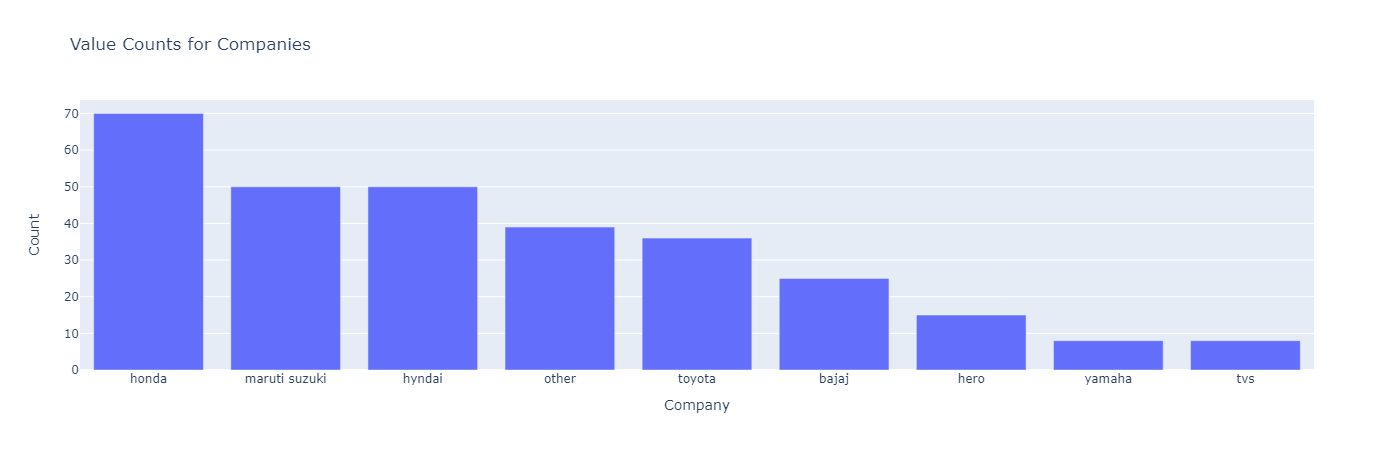 Value Counts for Companies
70
60
50
40
30
20
10
0
Count
honda maruti suzuki hyndai other toyota bajaj hero yamaha tvs
Company